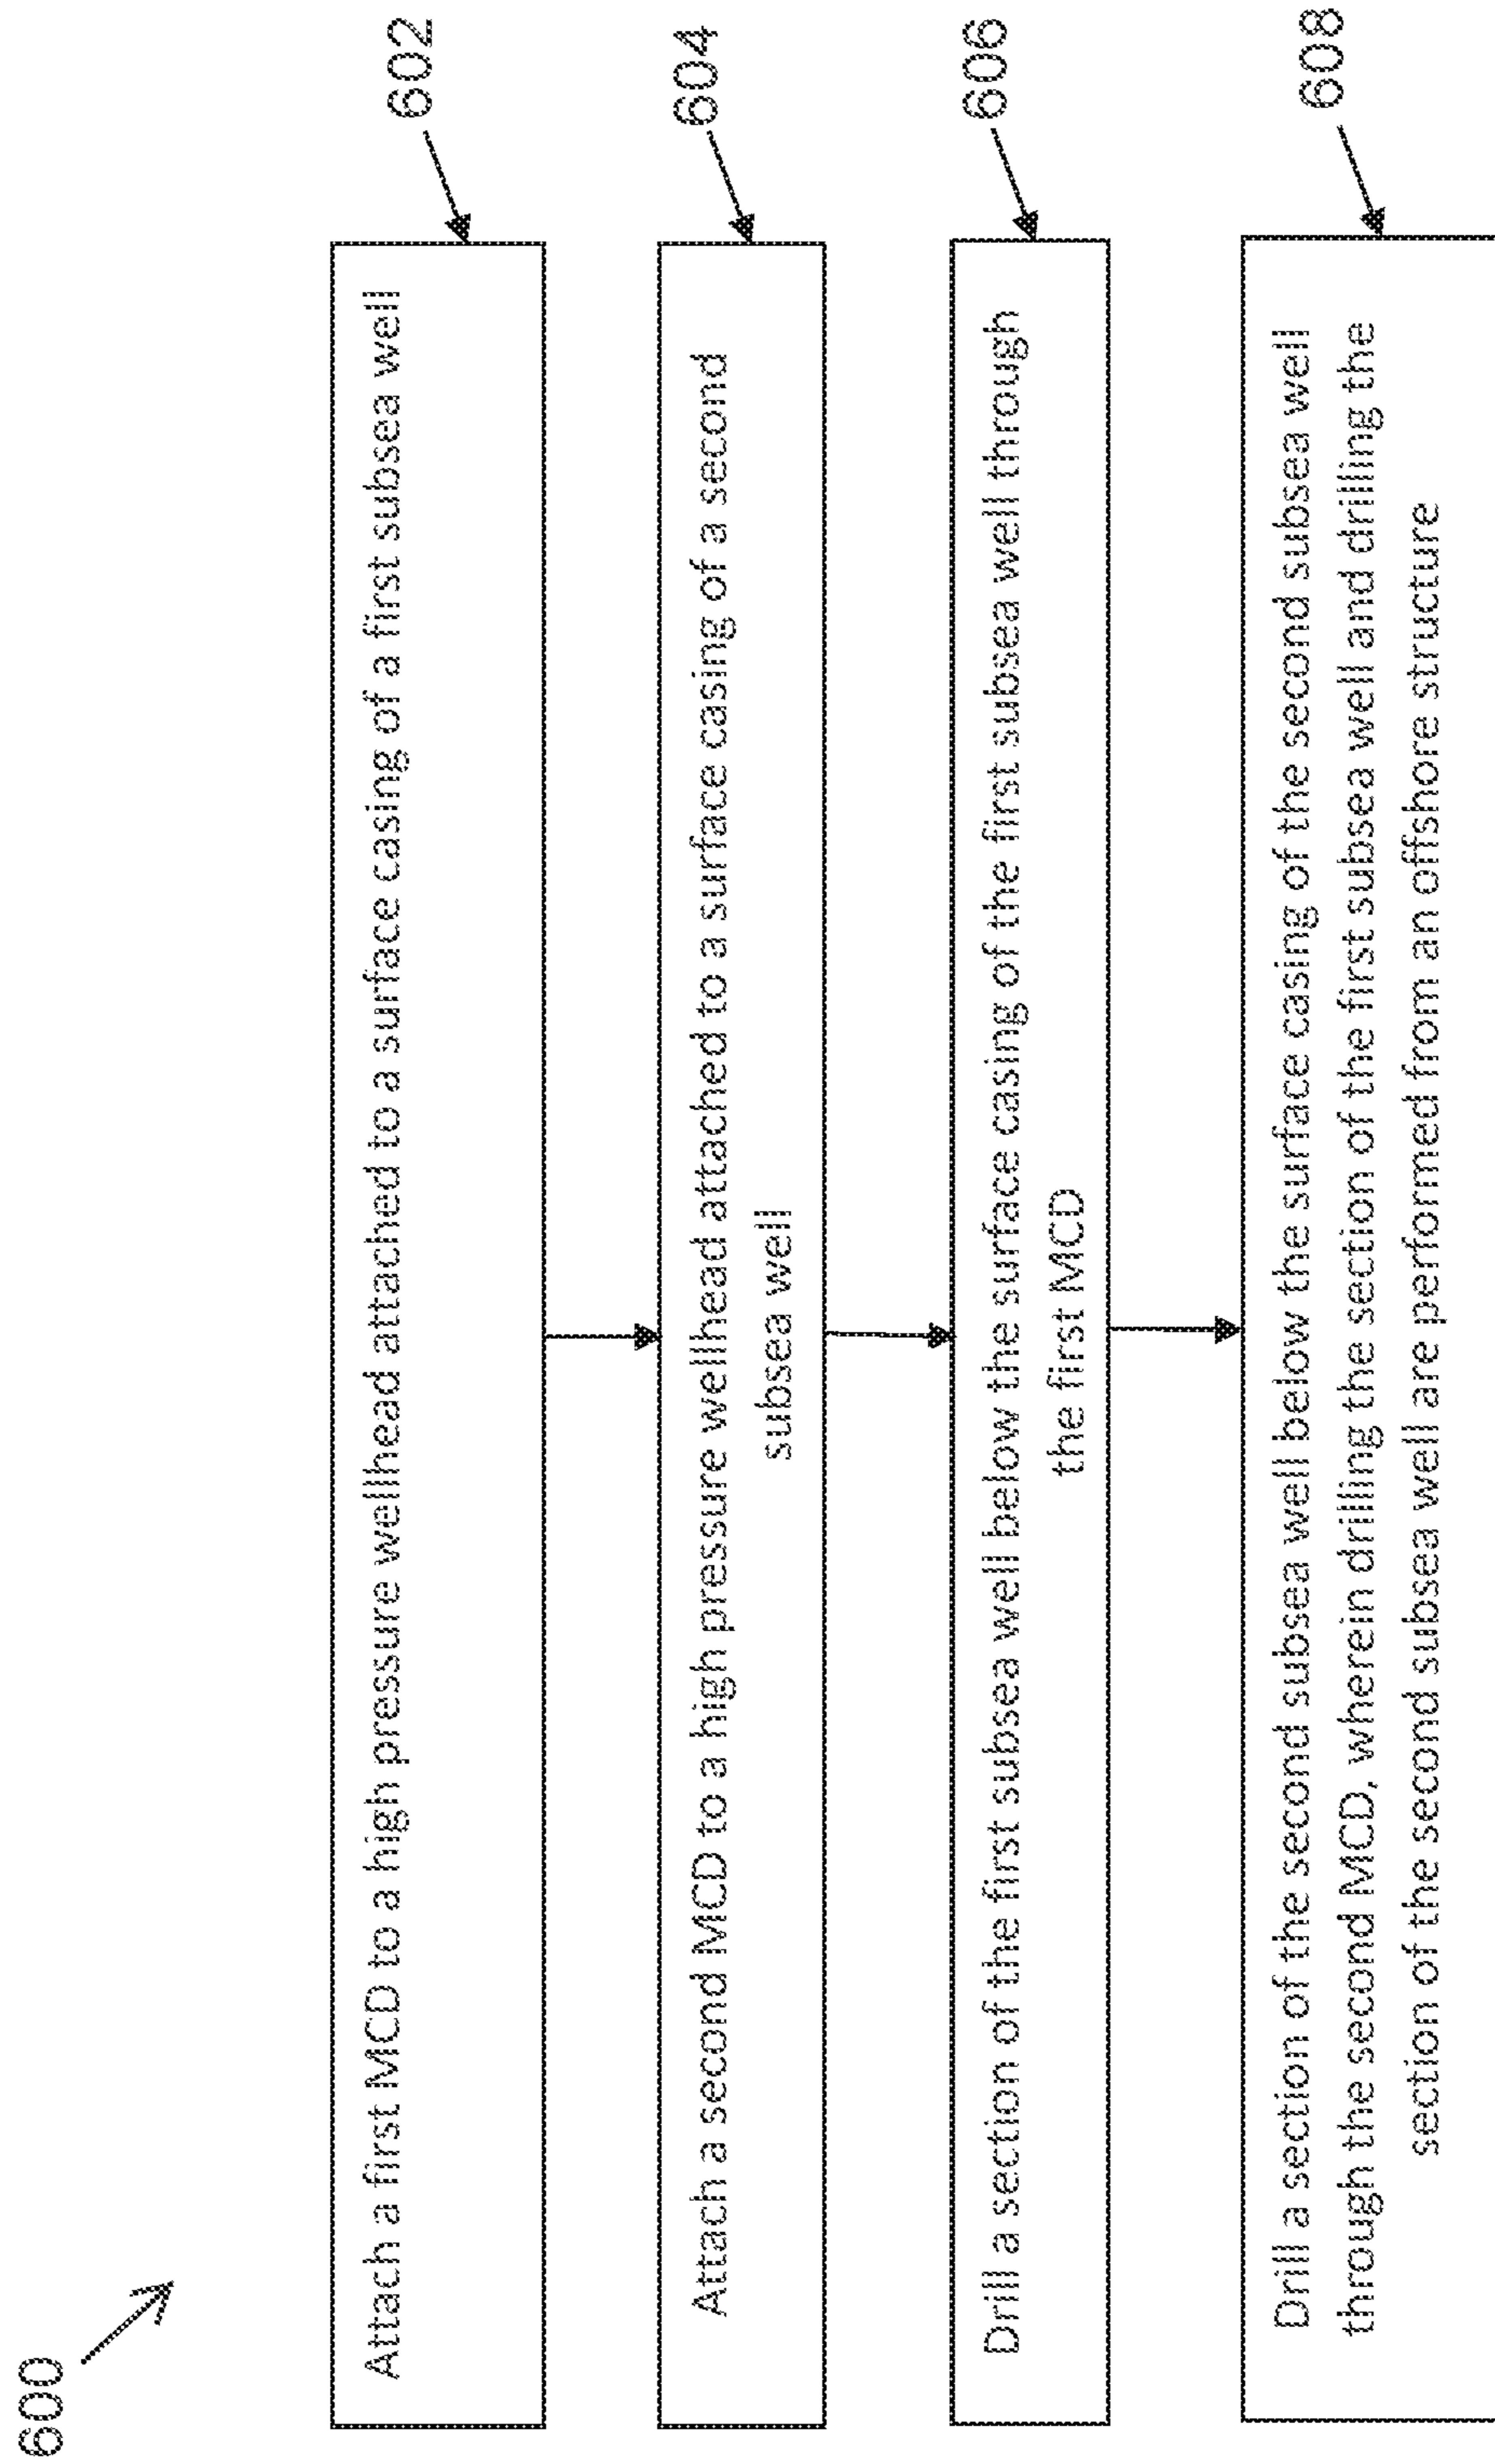 600
Attach a first MCD to a high pressure wellhead attached to a surface casing of a first subsea well
602
Attach a second MCD to a high pressure wellhead attached to a surface casing of a second
subsea well
604
Drill a section of the first subsea well below the surface casing of the first subsea well through
the first MCD
606
Drill a section of the second subsea well below the surface casing of the second subsea well
through the second MCD, wherein drilling the section of the first subsea well and drilling the
section of the second subsea well are performed from an offshore structure
608